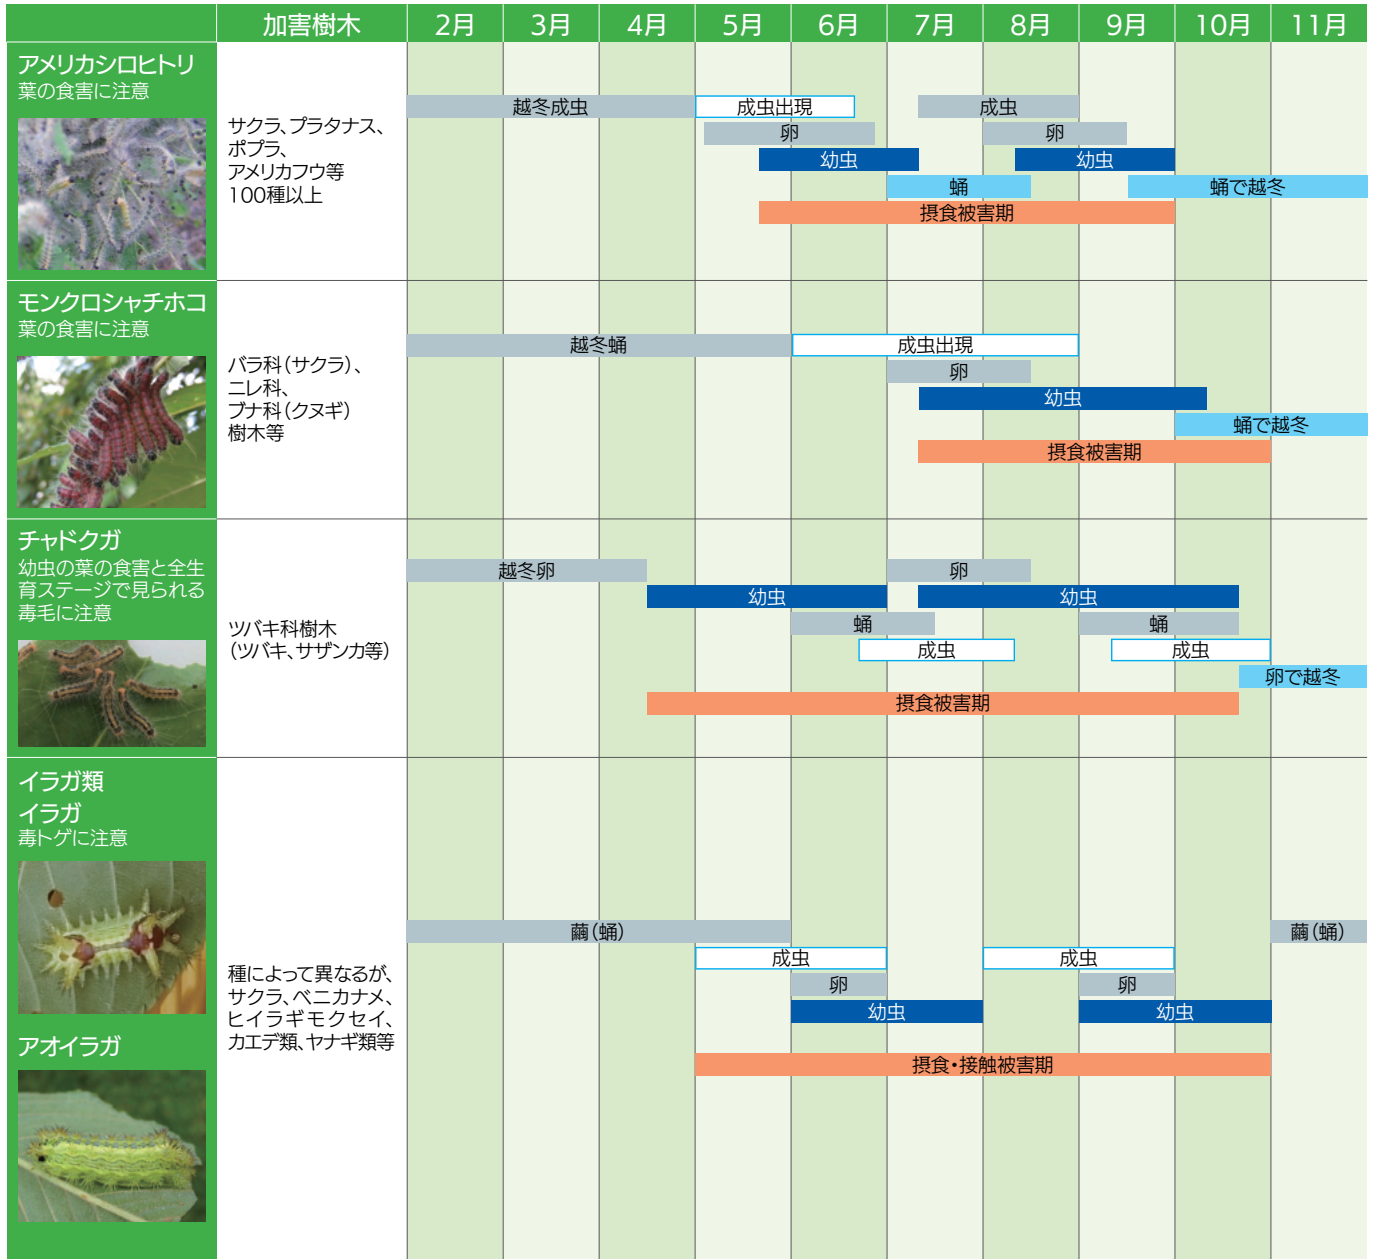 加害樹木 2月 3月 4月 5月 6月 7月 8月 9月 10月 11月
アメリカシロヒトリ
葉の食害に注意
サクラ、プラタナス、
ポプラ、
アメリカフウ等
100種以上
越冬成虫 成虫出現 成虫
卵 卵
幼虫 幼虫
蛹 蛹で越冬
摂食被害期
モンクロシャチホコ
葉の食害に注意
バラ科(サクラ)、
ニレ科、
ブナ科(クヌギ)
樹木等
越冬蛹 成虫出現
卵
幼虫
蛹で越冬
摂食被害期
チャドクガ
幼虫の葉の食害と全生
育ステージで見られる
毒毛に注意
ツバキ科樹木
(ツバキ、サザンカ等)
越冬卵 卵
幼虫 幼虫
蛹 蛹
成虫 成虫
卵で越冬
摂食被害期
イラガ類
イラガ
毒トゲに注意
アオイラガ
種によって異なるが、
サクラ、ベニカナメ、
ヒイラギモクセイ、
カエデ類、ヤナギ類等
繭(蛹) 繭(蛹)
成虫 成虫
卵 卵
幼虫 幼虫
摂食・接触被害期